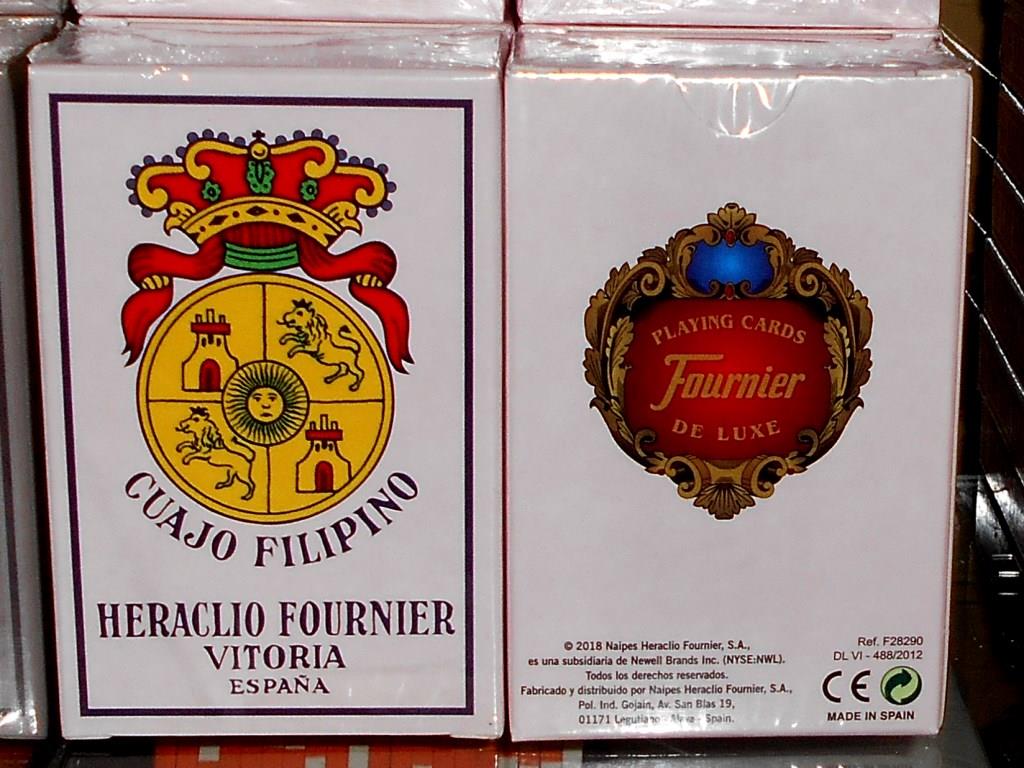 CUAJO FILIPINO
HERACLIO FOURNIER
VITORIA
ESPAÑA
PLAYING CARDS
Fournier
DE LUXE
© 2018 Naipes Heraclio Fournier, S.A.,
es una subsidiaria de Newell Brands Inc. (NYSE:NWL).
Todos los derechos reservados.
Fabricado y distribuido por Naipes Heraclio Fournier, S.A.,
Pol. Ind. Gojain, Av. San Blas 19,
01171 Legutiano - Alava - Spain.
Ref. F28290
DL VI - 488/2012
CE
MADE IN SPAIN